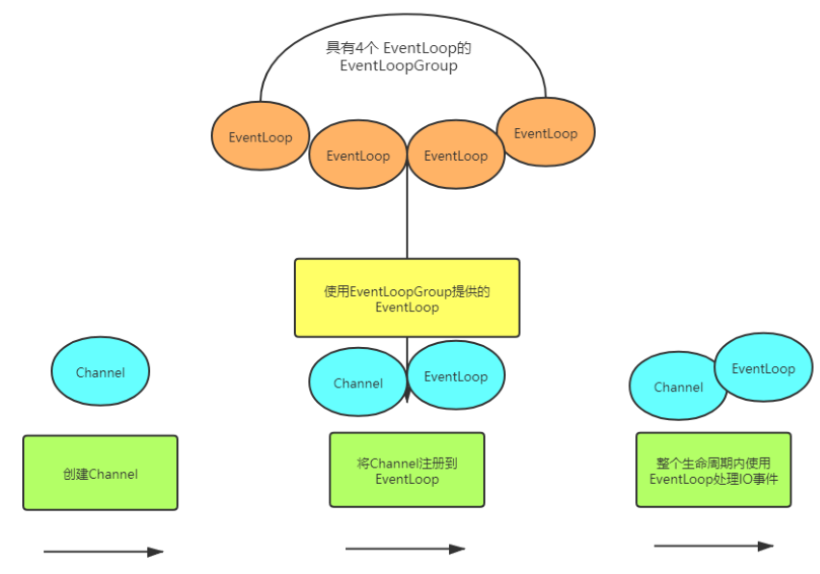 具有4个 EventLoop的
EventLoopGroup
EventLoop
EventLoop
EventLoop
EventLoop
使用EventLoopGroup提供的
EventLoop
Channel
Channel
EventLoop
Channel
EventLoop
创建Channel
将Channel注册到
EventLoop
整个生命周期内使用
EventLoop处理IO事件